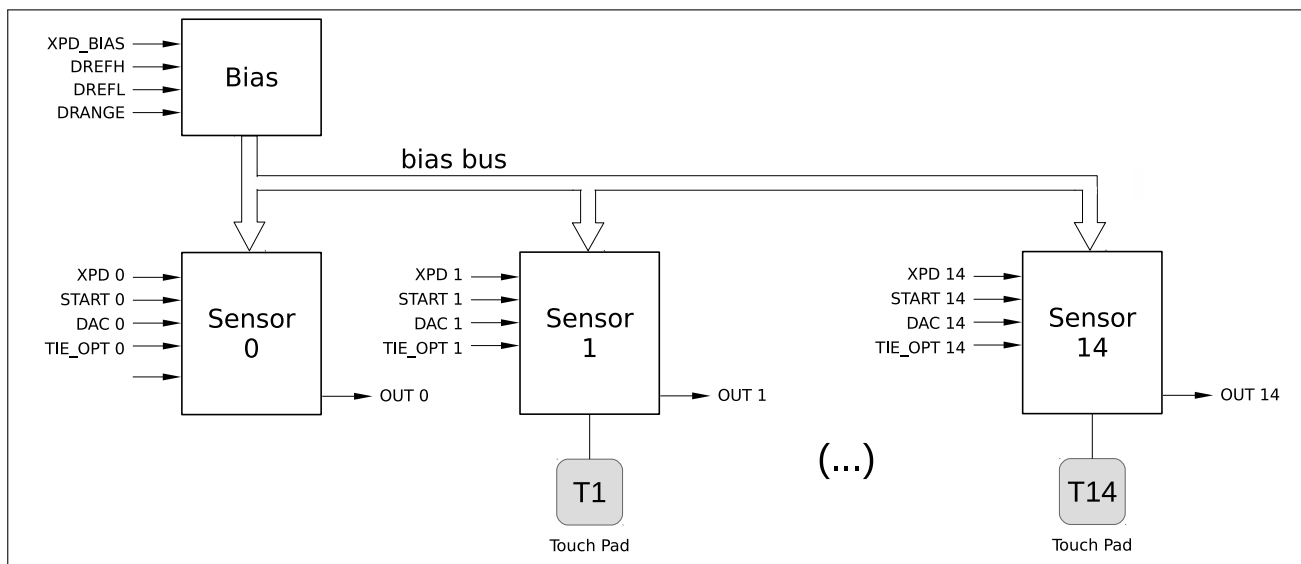 XPD_BIAS
DREFH
DREFL
DRANGE
Bias
bias bus
XPD 0
START 0
DAC 0
TIE_OPT 0
Sensor
0
OUT 0
XPD 1
START 1
DAC 1
TIE_OPT 1
Sensor
1
OUT 1
XPD 14
START 14
DAC 14
TIE_OPT 14
Sensor
14
OUT 14
(...)
T1
Touch Pad
T14
Touch Pad